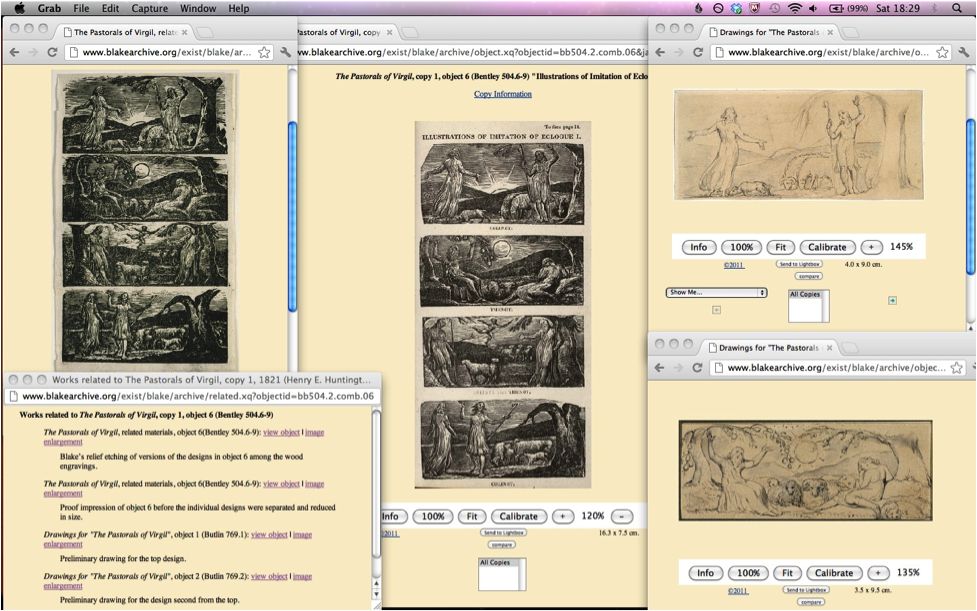 Grab File Edit Capture Window Help
(99%) Sat 18:29
The Pastorals of Virgil, relate
www.blakearchive.org/exist/blake/ar...
Pastorals of Virgil, copy
www.blakearchive.org/exist/blake/archive/object.xq?objectid=bb504.2.comb.06&ja
The Pastorals of Virgil, copy 1, object 6 (Bentley 504.6-9) "Illustrations of Imitation of Eclo
Copy Information
To face page 14.
ILLUSTRATIONS OF IMITATION OF ECLOGUE I.
COLINET.
THENOT.
COLINET.
Info 100% Fit Calibrate + 120% -
©2011
Send to Lightbox
16.3 x 7.5 cm.
compare
All Copies
Drawings for "The Pastorals
www.blakearchive.org/exist/blake/archive/o...
Info 100% Fit Calibrate + 145%
©2011
Send to Lightbox
4.0 x 9.0 cm.
compare
Show Me...
All Copies
Drawings for "The Pastorals
www.blakearchive.org/exist/blake/archive/objec...
Info 100% Fit Calibrate + 135%
©2011
Send to Lightbox
3.5 x 9.5 cm.
compare
Works related to The Pastorals of Virgil, copy 1, 1821 (Henry E. Huntingt...
www.blakearchive.org/exist/blake/archive/related.xq?objectid=bb504.2.comb.06
Works related to The Pastorals of Virgil, copy 1, object 6 (Bentley 504.6-9)
The Pastorals of Virgil, related materials, object 6(Bentley 504.6-9): view object | image
enlargement
Blake's relief etching of versions of the designs in object 6 among the wood
engravings.
The Pastorals of Virgil, related materials, object 6(Bentley 504.6-9): view object | image
enlargement
Proof impression of object 6 before the individual designs were separated and reduced
in size.
Drawings for "The Pastorals of Virgil", object 1 (Butlin 769.1): view object | image
enlargement
Preliminary drawing for the top design.
Drawings for "The Pastorals of Virgil", object 2 (Butlin 769.2): view object | image
enlargement
Preliminary drawing for the design second from the top.